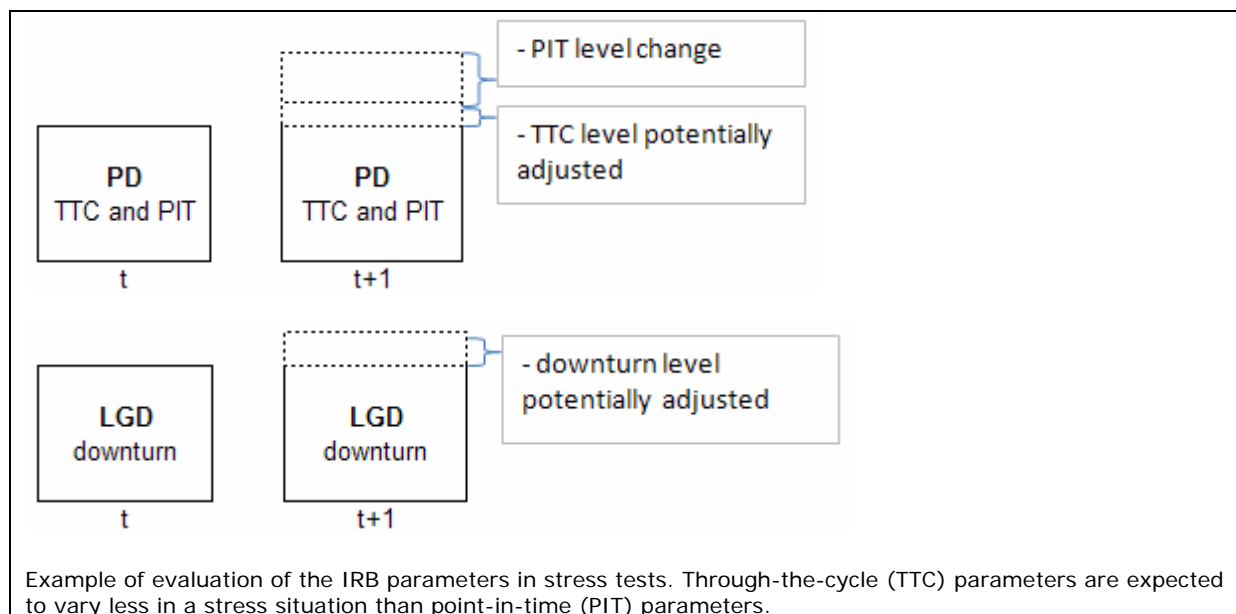 - PIT level change
- TTC level potentially
adjusted
PD
TTC and PIT
t
PD
TTC and PIT
t+1
- downturn level
potentially adjusted
LGD
downturn
t
LGD
downturn
t+1
Example of evaluation of the IRB parameters in stress tests. Through-the-cycle (TTC) parameters are expected
to vary less in a stress situation than point-in-time (PIT) parameters.